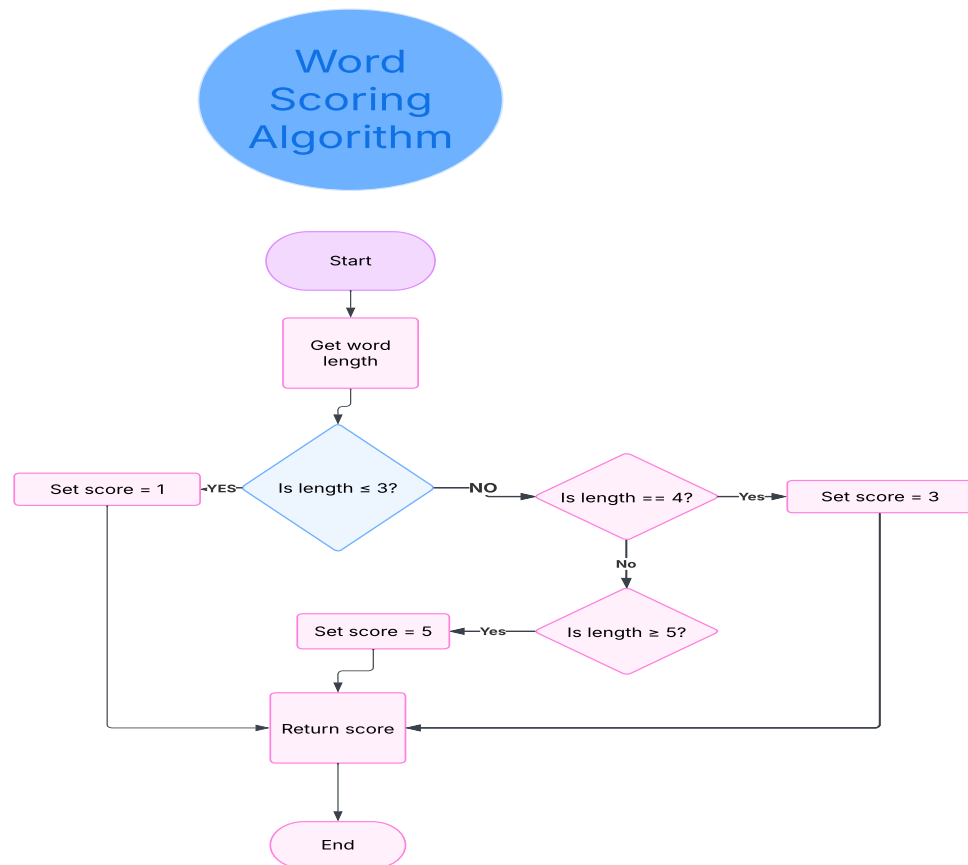 Word
Scoring
Algorithm
Start
Get word
length
Is length ≤ 3?
YES
Set score = 1
NO
Is length == 4?
Yes
Set score = 3
No
Is length ≥ 5?
Yes
Set score = 5
Return score
End